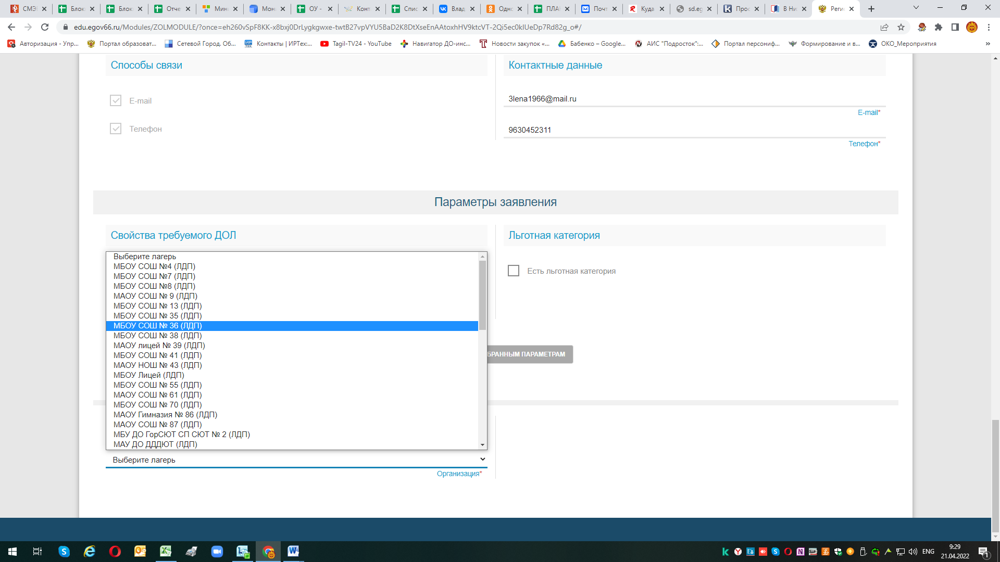 СМЭ
Блок
Блок
Отче
Мин
Мон
ОУ -
Конт
Спис
Влад
Одно
ПЛА
Почт
Куда
sd.eg
Прос
В Ни
Реги
edu.egov66.ru/Modules/ZOLMODULE/?once=eh260vSpF8KK-x8bxj0DrLygkgwxe-twtB27vpVYU5BaD2K8DtXseEnAAtoxhHV9ktcVT-2Qi5ec0klUeDp7Rd82g_o#/
Авторизация - Упр...
Портал образоват...
Сетевой Город. Об...
Контакты | ИРТех:...
Tagil-TV24 - YouTube
Навигатор ДО-инс...
Новости закупок «...
Бабенко – Google...
АИС "Подросток":...
Портал персониф...
Формирование и в...
ОКО_Мероприятия
»
Способы связи
Контактные данные
E-mail
3lena1966@mail.ru
E-mail*
Телефон
9630452311
Телефон*
Параметры заявления
Свойства требуемого ДОЛ
Льготная категория
Есть льготная категория
Выберите лагерь
МБОУ СОШ №4 (ЛДП)
МБОУ СОШ №7 (ЛДП)
МБОУ СОШ №8 (ЛДП)
МАОУ СОШ № 9 (ЛДП)
МБОУ СОШ № 13 (ЛДП)
МБОУ СОШ № 35 (ЛДП)
МБОУ СОШ № 36 (ЛДП)
МБОУ СОШ № 38 (ЛДП)
МАОУ лицей № 39 (ЛДП)
МБОУ СОШ № 41 (ЛДП)
МАОУ НОШ № 43 (ЛДП)
МБОУ Лицей (ЛДП)
МБОУ СОШ № 55 (ЛДП)
МАОУ СОШ № 61 (ЛДП)
МБОУ СОШ № 70 (ЛДП)
МАОУ Гимназия № 86 (ЛДП)
МАОУ СОШ № 87 (ЛДП)
МБУ ДО ГорСЮТ СП СЮТ № 2 (ЛДП)
МАУ ДО ДДДЮТ (ЛДП)
БРАННЫМ ПАРАМЕТРАМ
Выберите лагерь
Организация*
ENG
9:29
21.04.2022
1